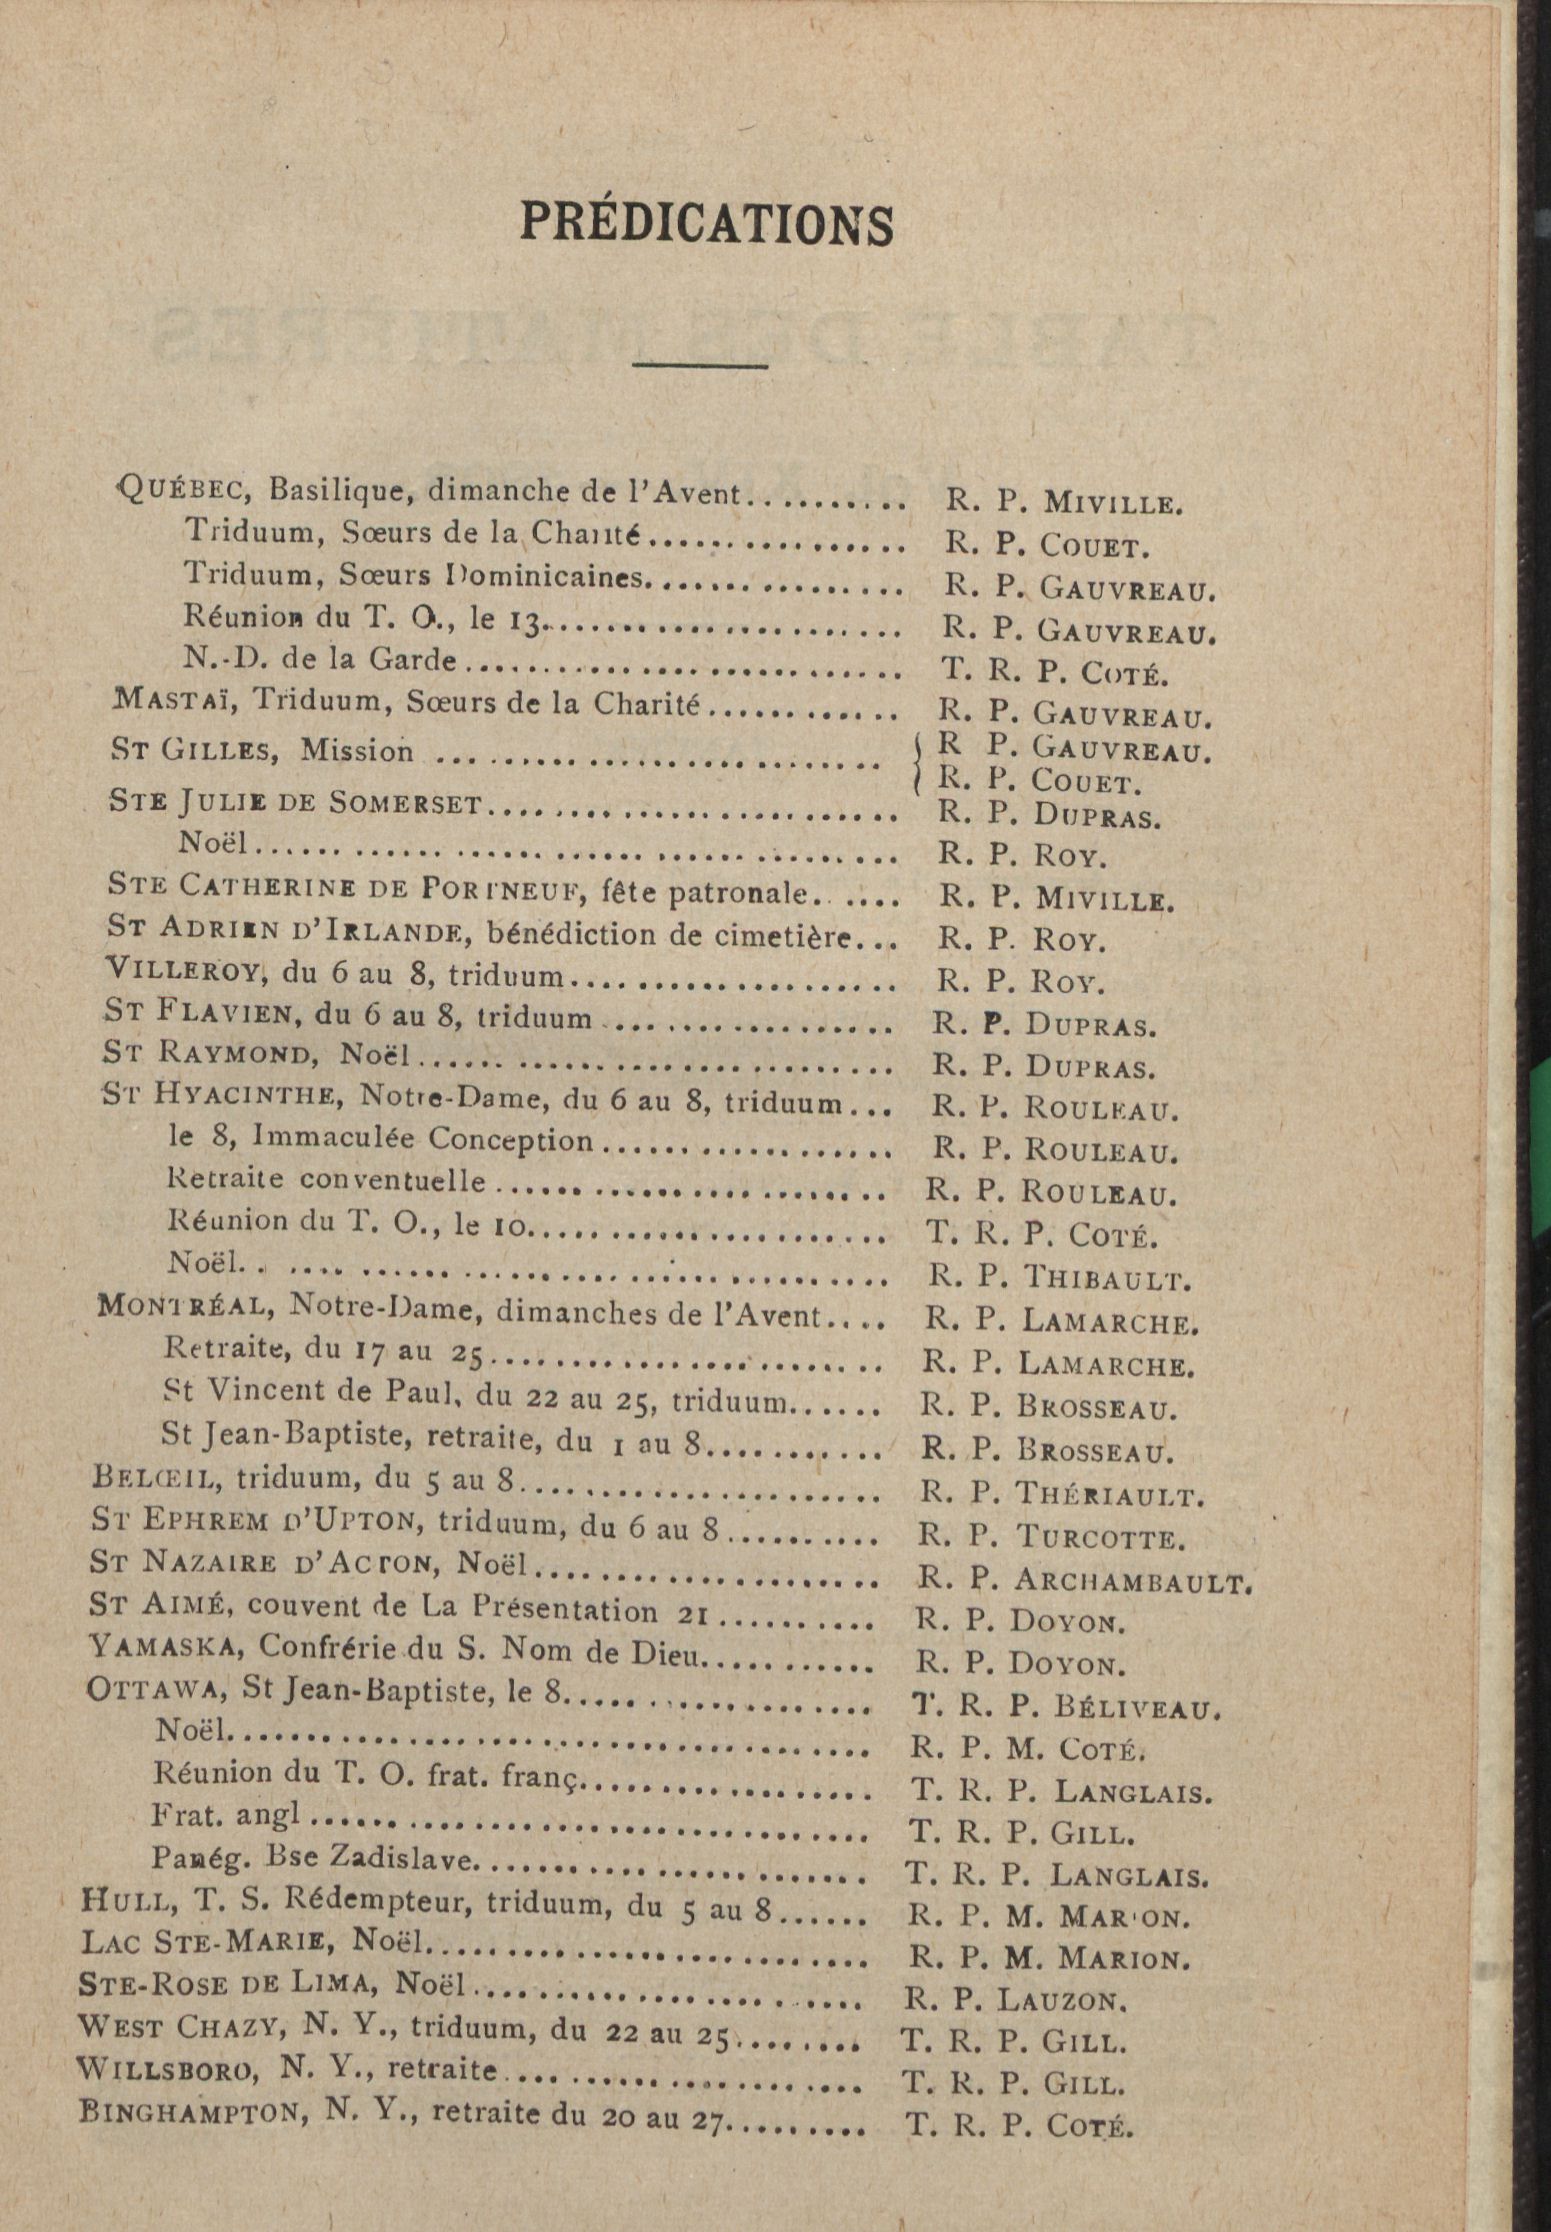 PRÉDICATIONS
QUÉBEC, Basilique, dimanche de l'Avent.......... R. P. MIVILLE.
Triduum, Sœurs de la Charité................ R. P. COUET.
Triduum, Sœurs Dominicaines................ R. P. GAUVREAU.
Réunion du T. O., le 13...................... R. P. GAUVREAU.
N.-D. de la Garde........................... T. R. P. COTÉ.
MASTAÏ, Triduum, Sœurs de la Charité............ R. P. GAUVREAU.
ST GILLES, Mission ........................... { R P. GAUVREAU.
R. P. COUET.
STE JULIE DE SOMERSET.......................... R. P. DUPRAS.
Noël....................................... R. P. ROY.
STE CATHERINE DE PORTNEUF, fête patronale...... R. P. MIVILLE.
ST ADRIEN D'IRLANDE, bénédiction de cimetière... R. P. ROY.
VILLEROY, du 6 au 8, triduum.................... R. P. ROY.
ST FLAVIEN, du 6 au 8, triduum.................. R. P. DUPRAS.
ST RAYMOND, Noël............................. R. P. DUPRAS.
ST HYACINTHE, Notre-Dame, du 6 au 8, triduum... R. P. ROULEAU.
le 8, Immaculée Conception.................. R. P. ROULEAU.
Retraite conventuelle........................ R. P. ROULEAU.
Réunion du T. O., le 10...................... T. R. P. COTÉ.
Noël....................................... R. P. THIBAULT.
MONTRÉAL, Notre-Dame, dimanches de l'Avent.... R. P. LAMARCHE.
Retraite, du 17 au 25........................ R. P. LAMARCHE.
St Vincent de Paul, du 22 au 25, triduum...... R. P. BROSSEAU.
St Jean-Baptiste, retraite, du 1 au 8........... R. P. BROSSEAU.
BELŒIL, triduum, du 5 au 8...................... R. P. THÉRIAULT.
ST EPHREM D'UPTON, triduum, du 6 au 8.......... R. P. TURCOTTE.
ST NAZAIRE D'ACTON, Noël...................... R. P. ARCHAMBAULT.
ST AIMÉ, couvent de La Présentation 21.......... R. P. DOYON.
YAMASKA, Confrérie du S. Nom de Dieu........... R. P. DOYON.
OTTAWA, St Jean-Baptiste, le 8................... T. R. P. BÉLIVEAU.
Noël........................................ R. P. M. COTÉ.
Réunion du T. O. frat. franç.................. T. R. P. LANGLAIS.
Frat. angl................................... T. R. P. GILL.
Panég. Bse Zadislave........................ T. R. P. LANGLAIS.
HULL, T. S. Rédempteur, triduum, du 5 au 8...... R. P. M. MARION.
LAC STE-MARIE, Noël............................ R. P. M. MARION.
STE-ROSE DE LIMA, Noël........................ R. P. LAUZON.
WEST CHAZY, N. Y., triduum, du 22 au 25........ T. R. P. GILL.
WILLSBORO, N. Y., retraite....................... T. R. P. GILL.
BINGHAMPTON, N. Y., retraite du 20 au 27......... T. R. P. COTÉ.